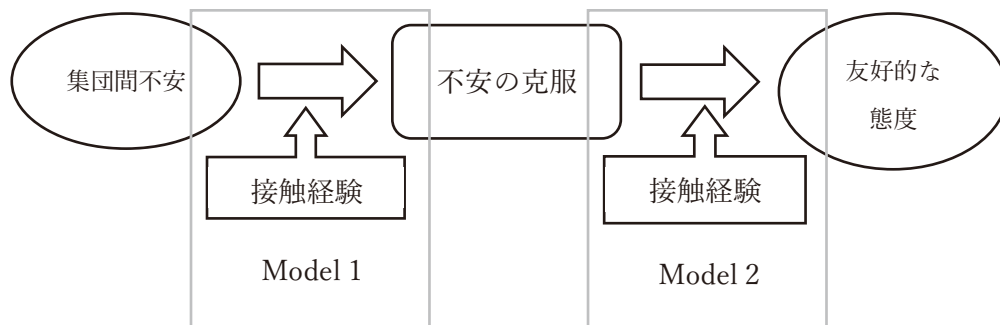 集団間不安
不安の克服
友好的な
態度
接触経験
接触経験
Model 1
Model 2